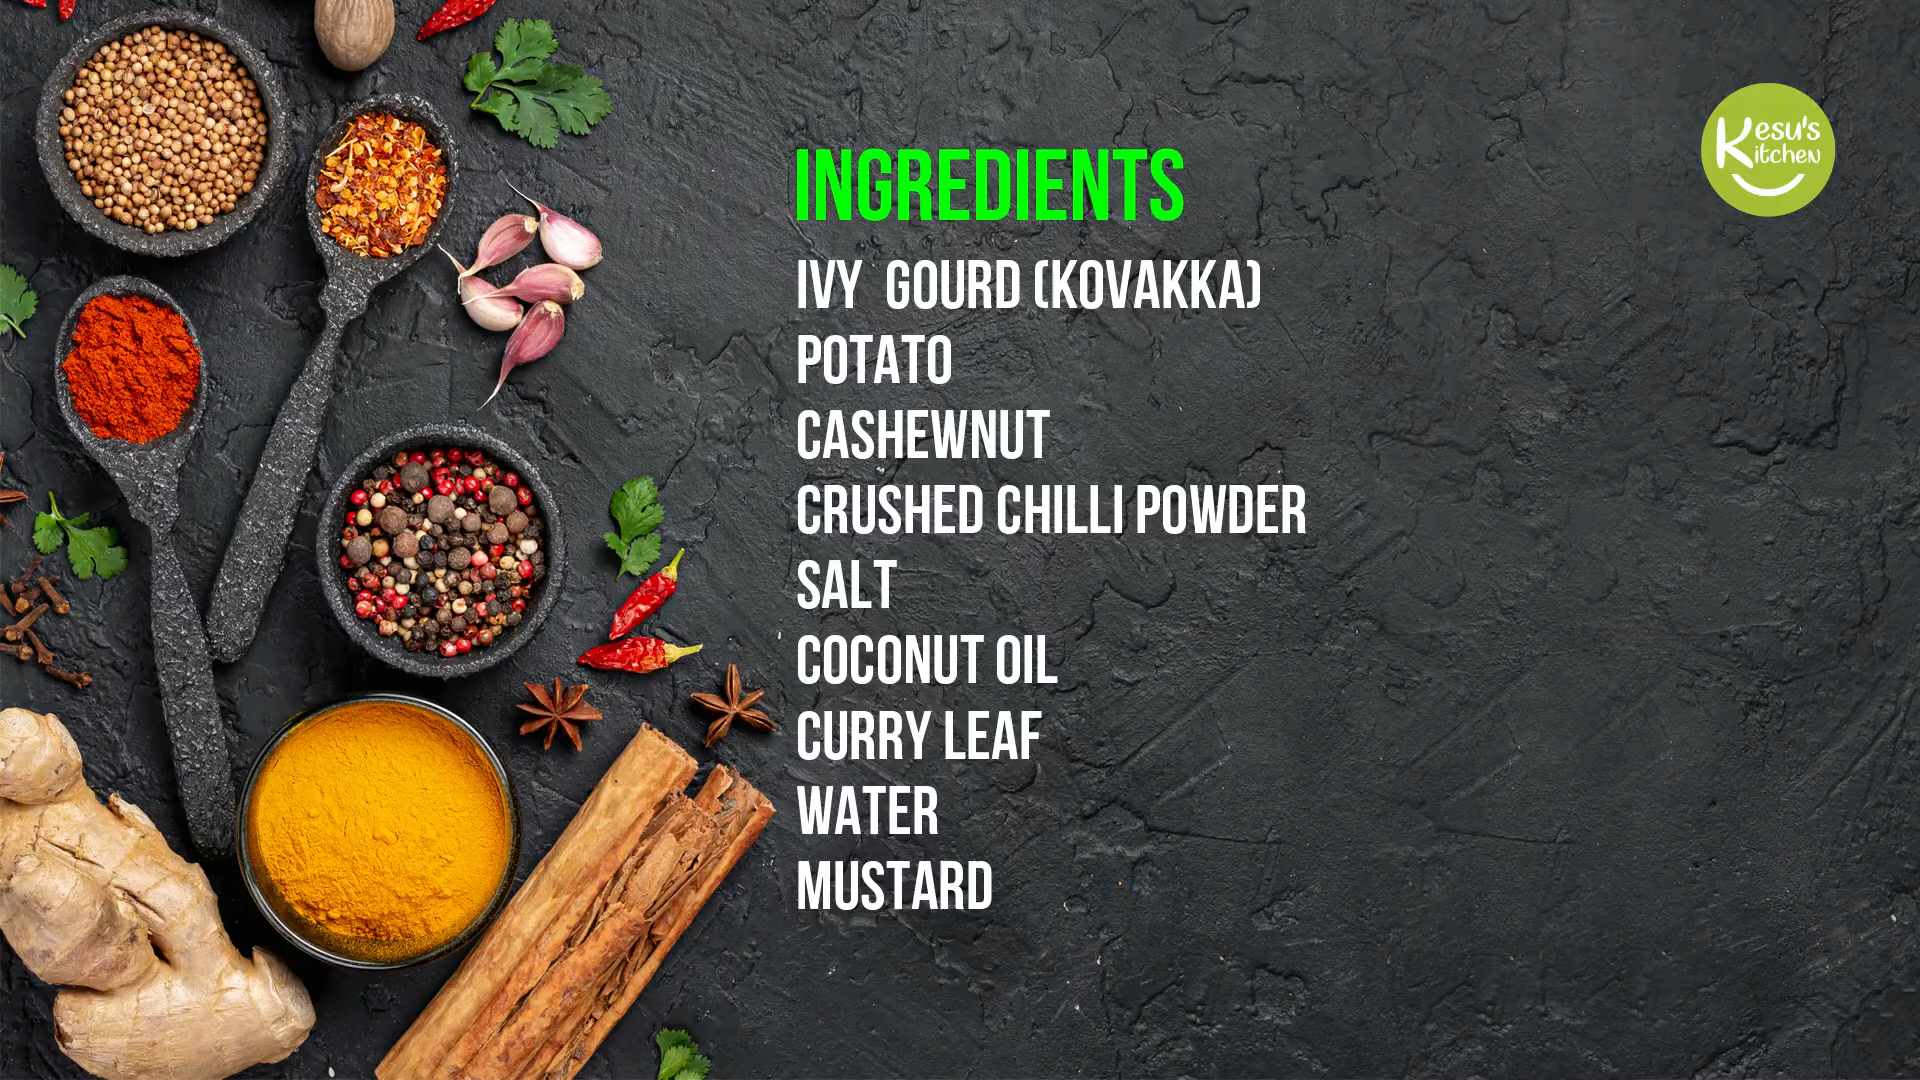 Kesu's
Kitchen
INGREDIENTS
IVY GOURD (KOVAKKA)
POTATO
CASHEWNUT
CRUSHED CHILLI POWDER
SALT
COCONUT OIL
CURRY LEAF
WATER
MUSTARD